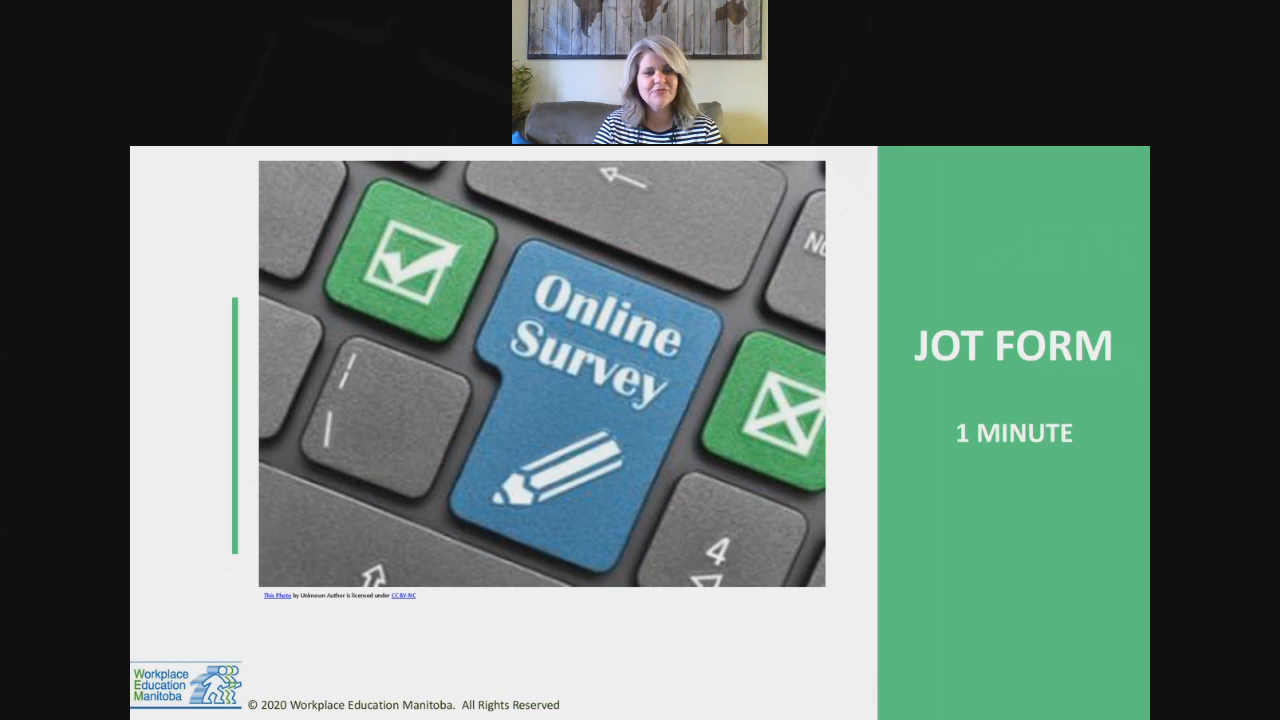 Online
Survey
4
JOT FORM
1 MINUTE
This Photo by Unknown Author is licensed under CC BY-NC
Workplace
Education
Manitoba
© 2020 Workplace Education Manitoba. All Rights Reserved